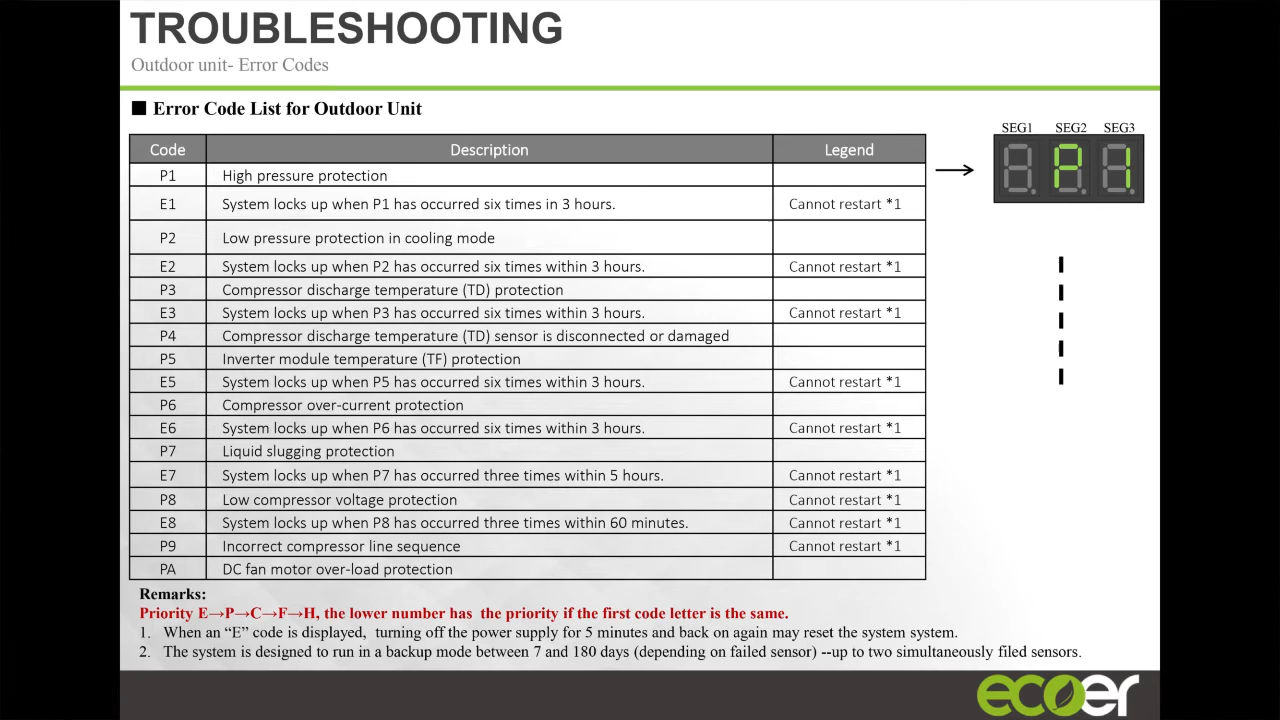 TROUBLESHOOTING
Outdoor unit- Error Codes
■ Error Code List for Outdoor Unit
SEG1 SEG2 SEG3
Code Description Legend
P1 High pressure protection
P1
E1 System locks up when P1 has occurred six times in 3 hours. Cannot restart *1
P2 Low pressure protection in cooling mode
E2 System locks up when P2 has occurred six times within 3 hours. Cannot restart *1
P3 Compressor discharge temperature (TD) protection
E3 System locks up when P3 has occurred six times within 3 hours. Cannot restart *1
P4 Compressor discharge temperature (TD) sensor is disconnected or damaged
P5 Inverter module temperature (TF) protection
E5 System locks up when P5 has occurred six times within 3 hours. Cannot restart *1
P6 Compressor over-current protection
E6 System locks up when P6 has occurred six times within 3 hours. Cannot restart *1
P7 Liquid slugging protection
E7 System locks up when P7 has occurred three times within 5 hours. Cannot restart *1
P8 Low compressor voltage protection Cannot restart *1
E8 System locks up when P8 has occurred three times within 60 minutes. Cannot restart *1
P9 Incorrect compressor line sequence Cannot restart *1
PA DC fan motor over-load protection
Remarks:
Priority E→P→C→F→H, the lower number has the priority if the first code letter is the same.
1. When an “E” code is displayed, turning off the power supply for 5 minutes and back on again may reset the system system.
2. The system is designed to run in a backup mode between 7 and 180 days (depending on failed sensor) --up to two simultaneously filed sensors.
ecoer